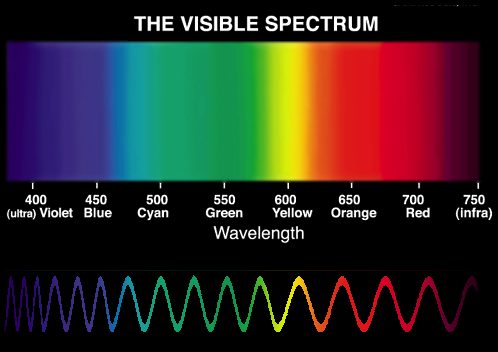 THE VISIBLE SPECTRUM
400 450 500 550 600 650 700 750
(ultra) Violet Blue Cyan Green Yellow Orange Red (infra)
Wavelength